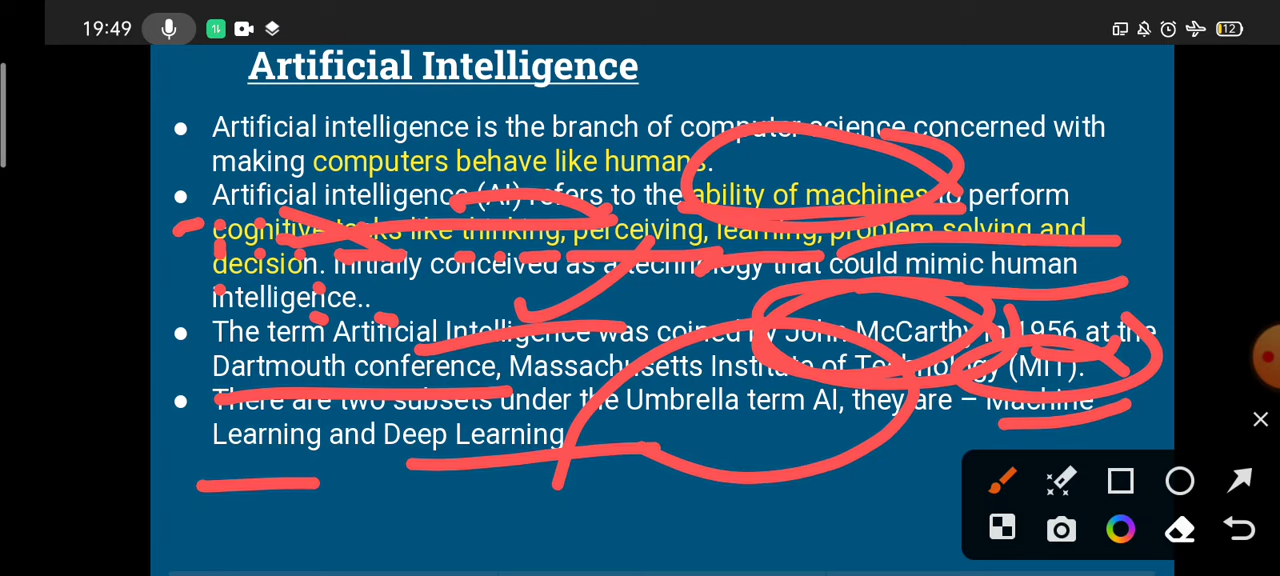 19:49
12
Artificial Intelligence
● Artificial intelligence is the branch of computer science concerned with
making computers behave like humans.
● Artificial intelligence (AI) refers to the ability of machines to perform
cognitive tasks like thinking, perceiving, learning, problem solving and
decision. Initially conceived as a technology that could mimic human
intelligence..
● The term Artificial Intelligence was coined by John McCarthy in 1956 at the
Dartmouth conference, Massachusetts Institute of Technology (MIT).
● There are two subsets under the Umbrella term AI, they are – Machine
Learning and Deep Learning